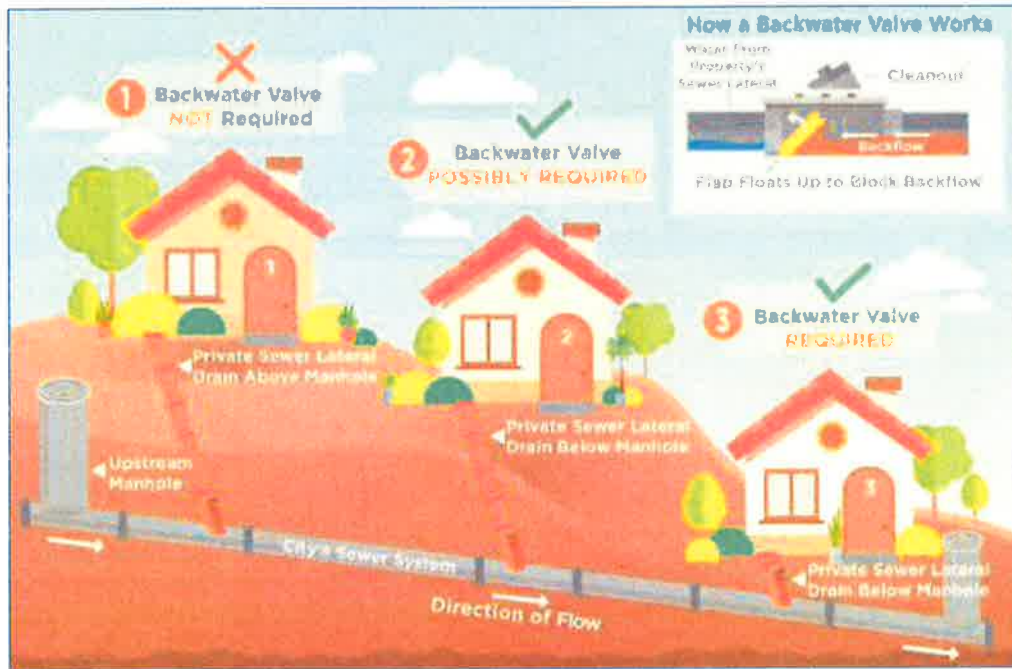 How a Backwater Valve Works
Water From
Property's
Sewer Lateral
Cleanout
Backflow
Flap Floats Up to Block Backflow
1
Backwater Valve
NOT Required
2
Backwater Valve
POSSIBLY REQUIRED
3
Backwater Valve
REQUIRED
1
2
3
Private Sewer Lateral
Drain Above Manhole
Private Sewer Lateral
Drain Below Manhole
Upstream
Manhole
City's Sewer System
Private Sewer Lateral
Drain Below Manhole
Direction of Flow